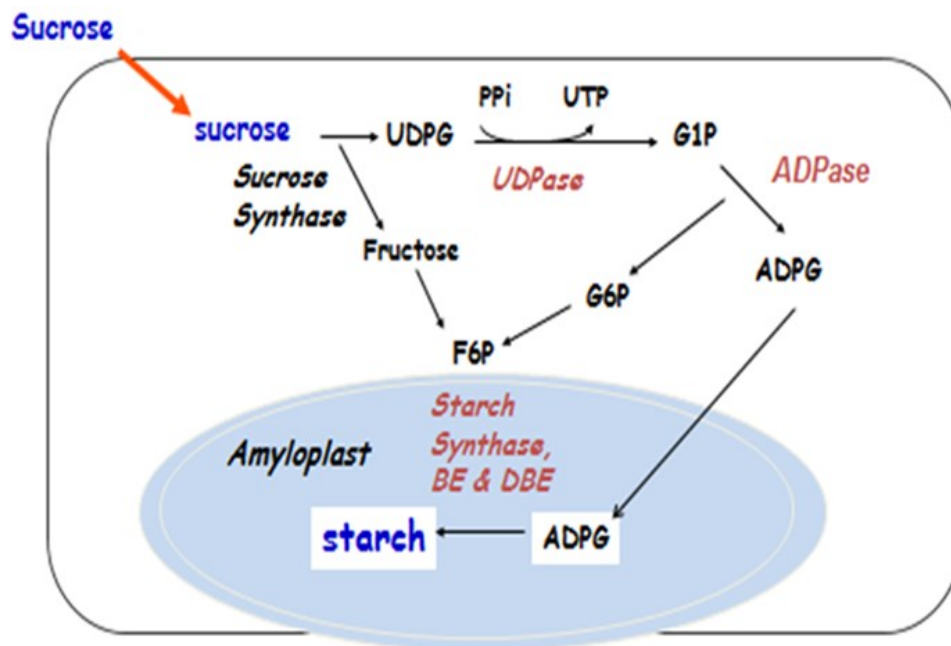 Sucrose
PPi UTP
sucrose UDPG G1P
Sucrose
Synthase
UDPase
ADPase
Fructose
ADPG
G6P
F6P
Starch
Synthase,
BE & DBE
Amyloplast
starch ADPG